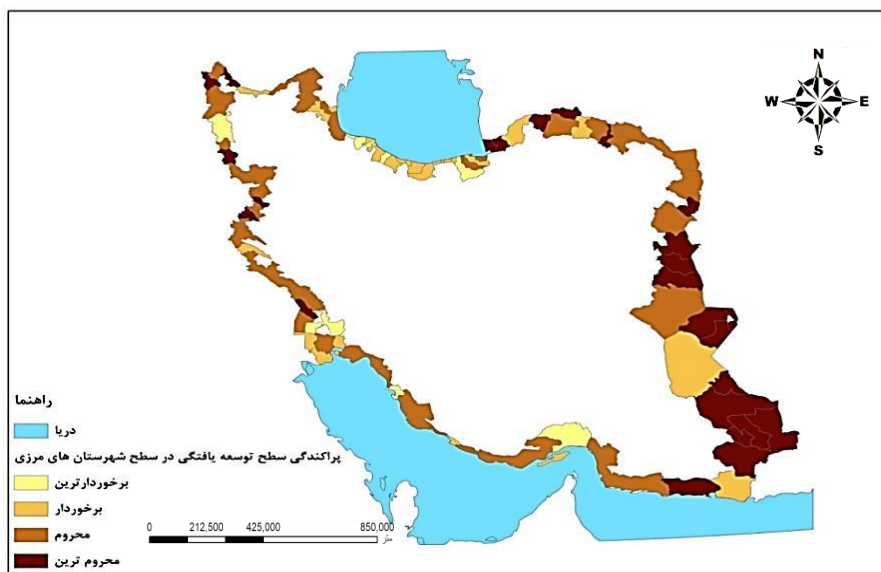 N
W E
S
راهنما
دریا
پراکندگی سطح توسعه یافتگی در سطح شهرستان های مرزی
برخوردارترین
برخوردار
محروم
محروم ترین
0 212,500 425,000 850,000
متر